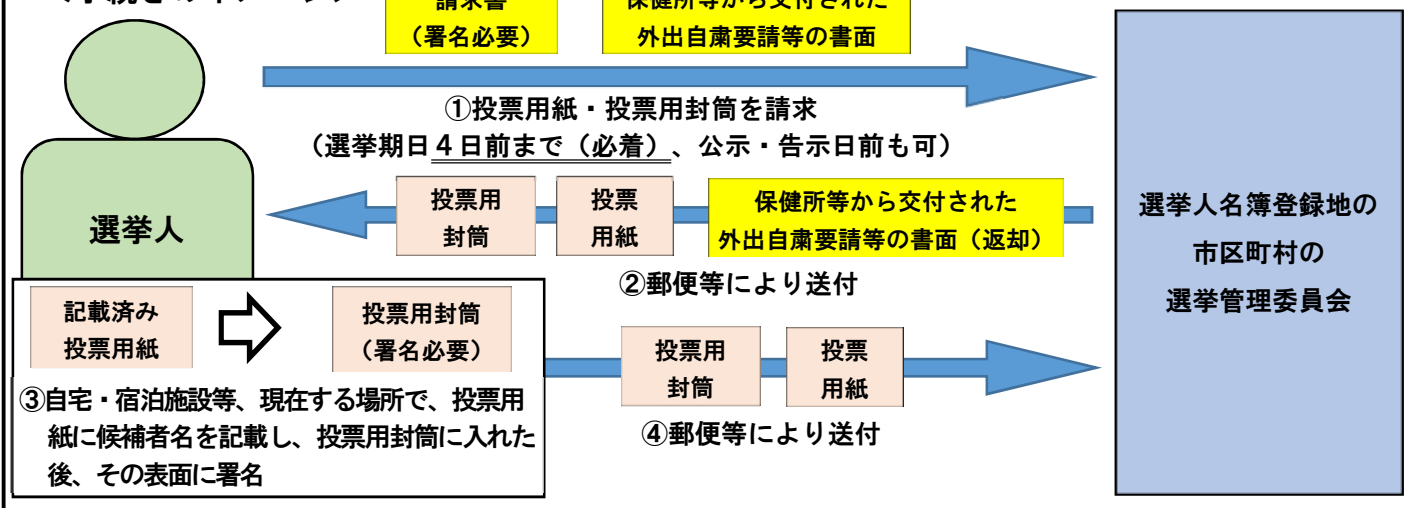 請求書
(署名必要)
保健所等から交付された
外出自粛要請等の書面
①投票用紙・投票用封筒を請求
(選挙期日4日前まで(必着)、公示・告示日前も可)
選挙人
投票用
封筒
投票
用紙
保健所等から交付された
外出自粛要請等の書面(返却)
②郵便等により送付
選挙人名簿登録地の
市区町村の
選挙管理委員会
記載済み
投票用紙
投票用封筒
(署名必要)
③自宅・宿泊施設等、現在する場所で、投票用
紙に候補者名を記載し、投票用封筒に入れた
後、その表面に署名
投票用
封筒
投票
用紙
④郵便等により送付